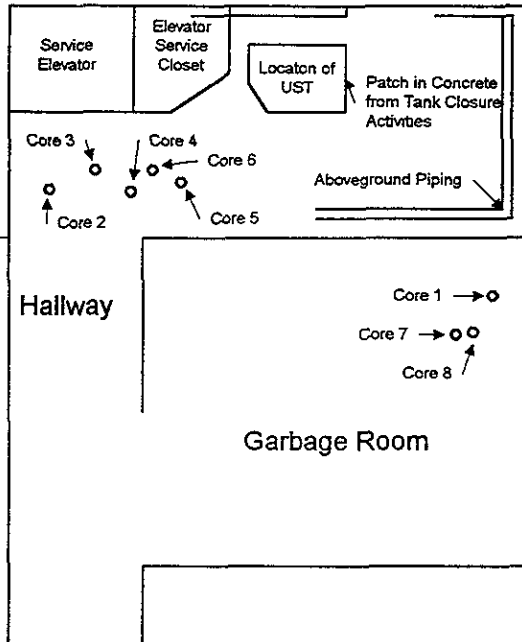 Service
Elevator
Elevator
Service
Closet
Locaton of
UST
Patch in Concrete
from Tank Closure
Activities
Core 3
Core 4
Core 6
Aboveground Piping
Core 2
Core 5
Hallway
Core 1
Core 7
Core 8
Garbage Room